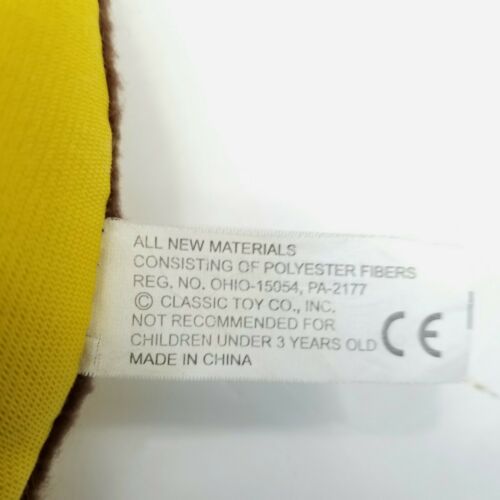 ALL NEW MATERIALS
CONSISTING OF POLYESTER FIBERS
REG. NO. OHIO-15054, PA-2177
© CLASSIC TOY CO., INC.
NOT RECOMMENDED FOR
CHILDREN UNDER 3 YEARS OLD CE
MADE IN CHINA